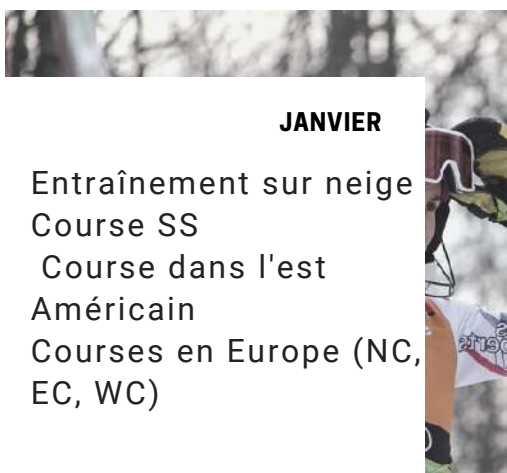 JANVIER
Entraînement sur neige
Course SS
Course dans l'est
Américain
Courses en Europe (NC,
EC, WC)